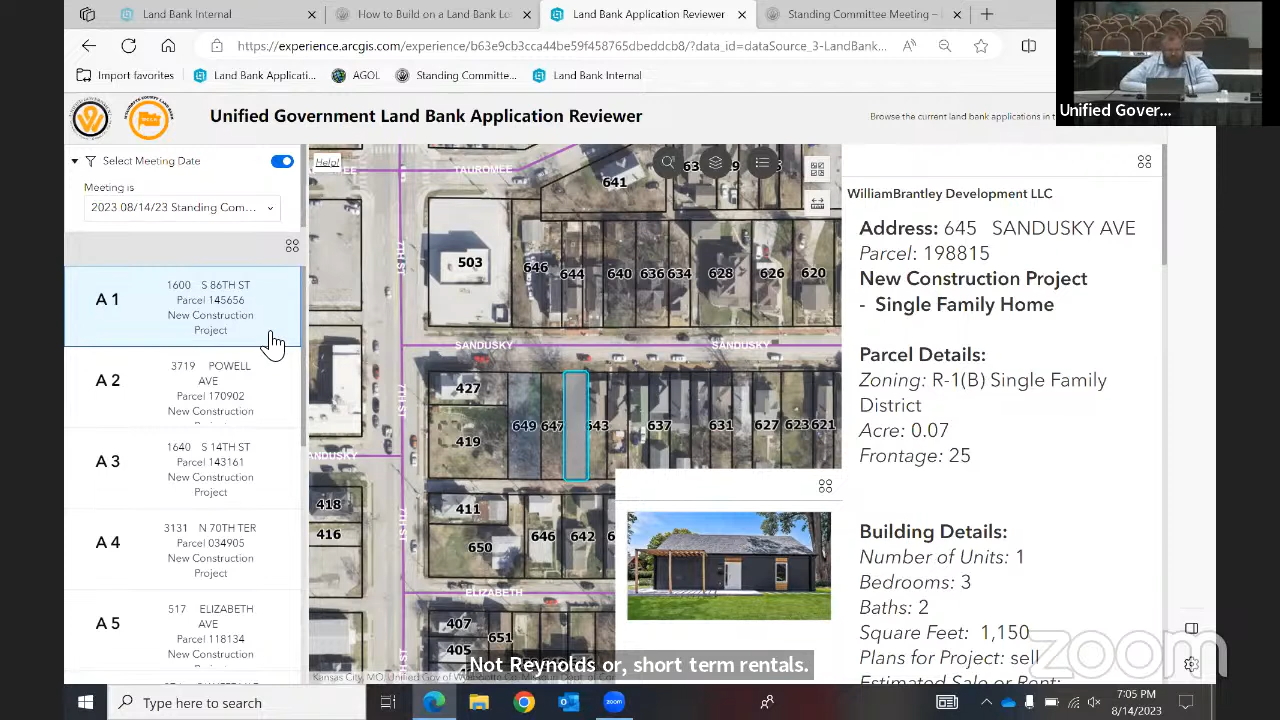 Land Bank Internal
How to Build on a Land Bank Lo
Land Bank Application Reviewer
Standing Committee Meeting –
https://experience.arcgis.com/experience/b63e9cb3cca44be59f458765dbeddcb8/?data_id=dataSource_3-LandBank...
Import favorites
Land Bank Applicati...
AGOL
Standing Committe...
Land Bank Internal
Unified Gover...
Unified Government Land Bank Application Reviewer
Browse the current land bank applications in t
Select Meeting Date
Meeting is
2023 08/14/23 Standing Com...
A 1
1600 S 86TH ST
Parcel 145656
New Construction
Project
A 2
3719 POWELL
AVE
Parcel 170902
New Construction
A 3
1640 S 14TH ST
Parcel 143161
New Construction
Project
A 4
3131 N 70TH TER
Parcel 034905
New Construction
Project
A 5
517 ELIZABETH
AVE
Parcel 118134
New Construction
Help!
TAUROMEE
641
503
646
644
640
636
634
628
626
620
SANDUSKY
SANDUSKY
427
649
647
643
637
631
627
623
621
419
ANDUSKY
418
411
416
650
646
642
ELIZABETH
407
651
405
WilliamBrantley Development LLC
Address: 645 SANDUSKY AVE
Parcel: 198815
New Construction Project
- Single Family Home
Parcel Details:
Zoning: R-1(B) Single Family
District
Acre: 0.07
Frontage: 25
Building Details:
Number of Units: 1
Bedrooms: 3
Baths: 2
Square Feet: 1,150
Plans for Project: sell
Estimated Sale or Rent:
zoom
Not Reynolds or, short term rentals.
Type here to search
zoom
7:05 PM
8/14/2023